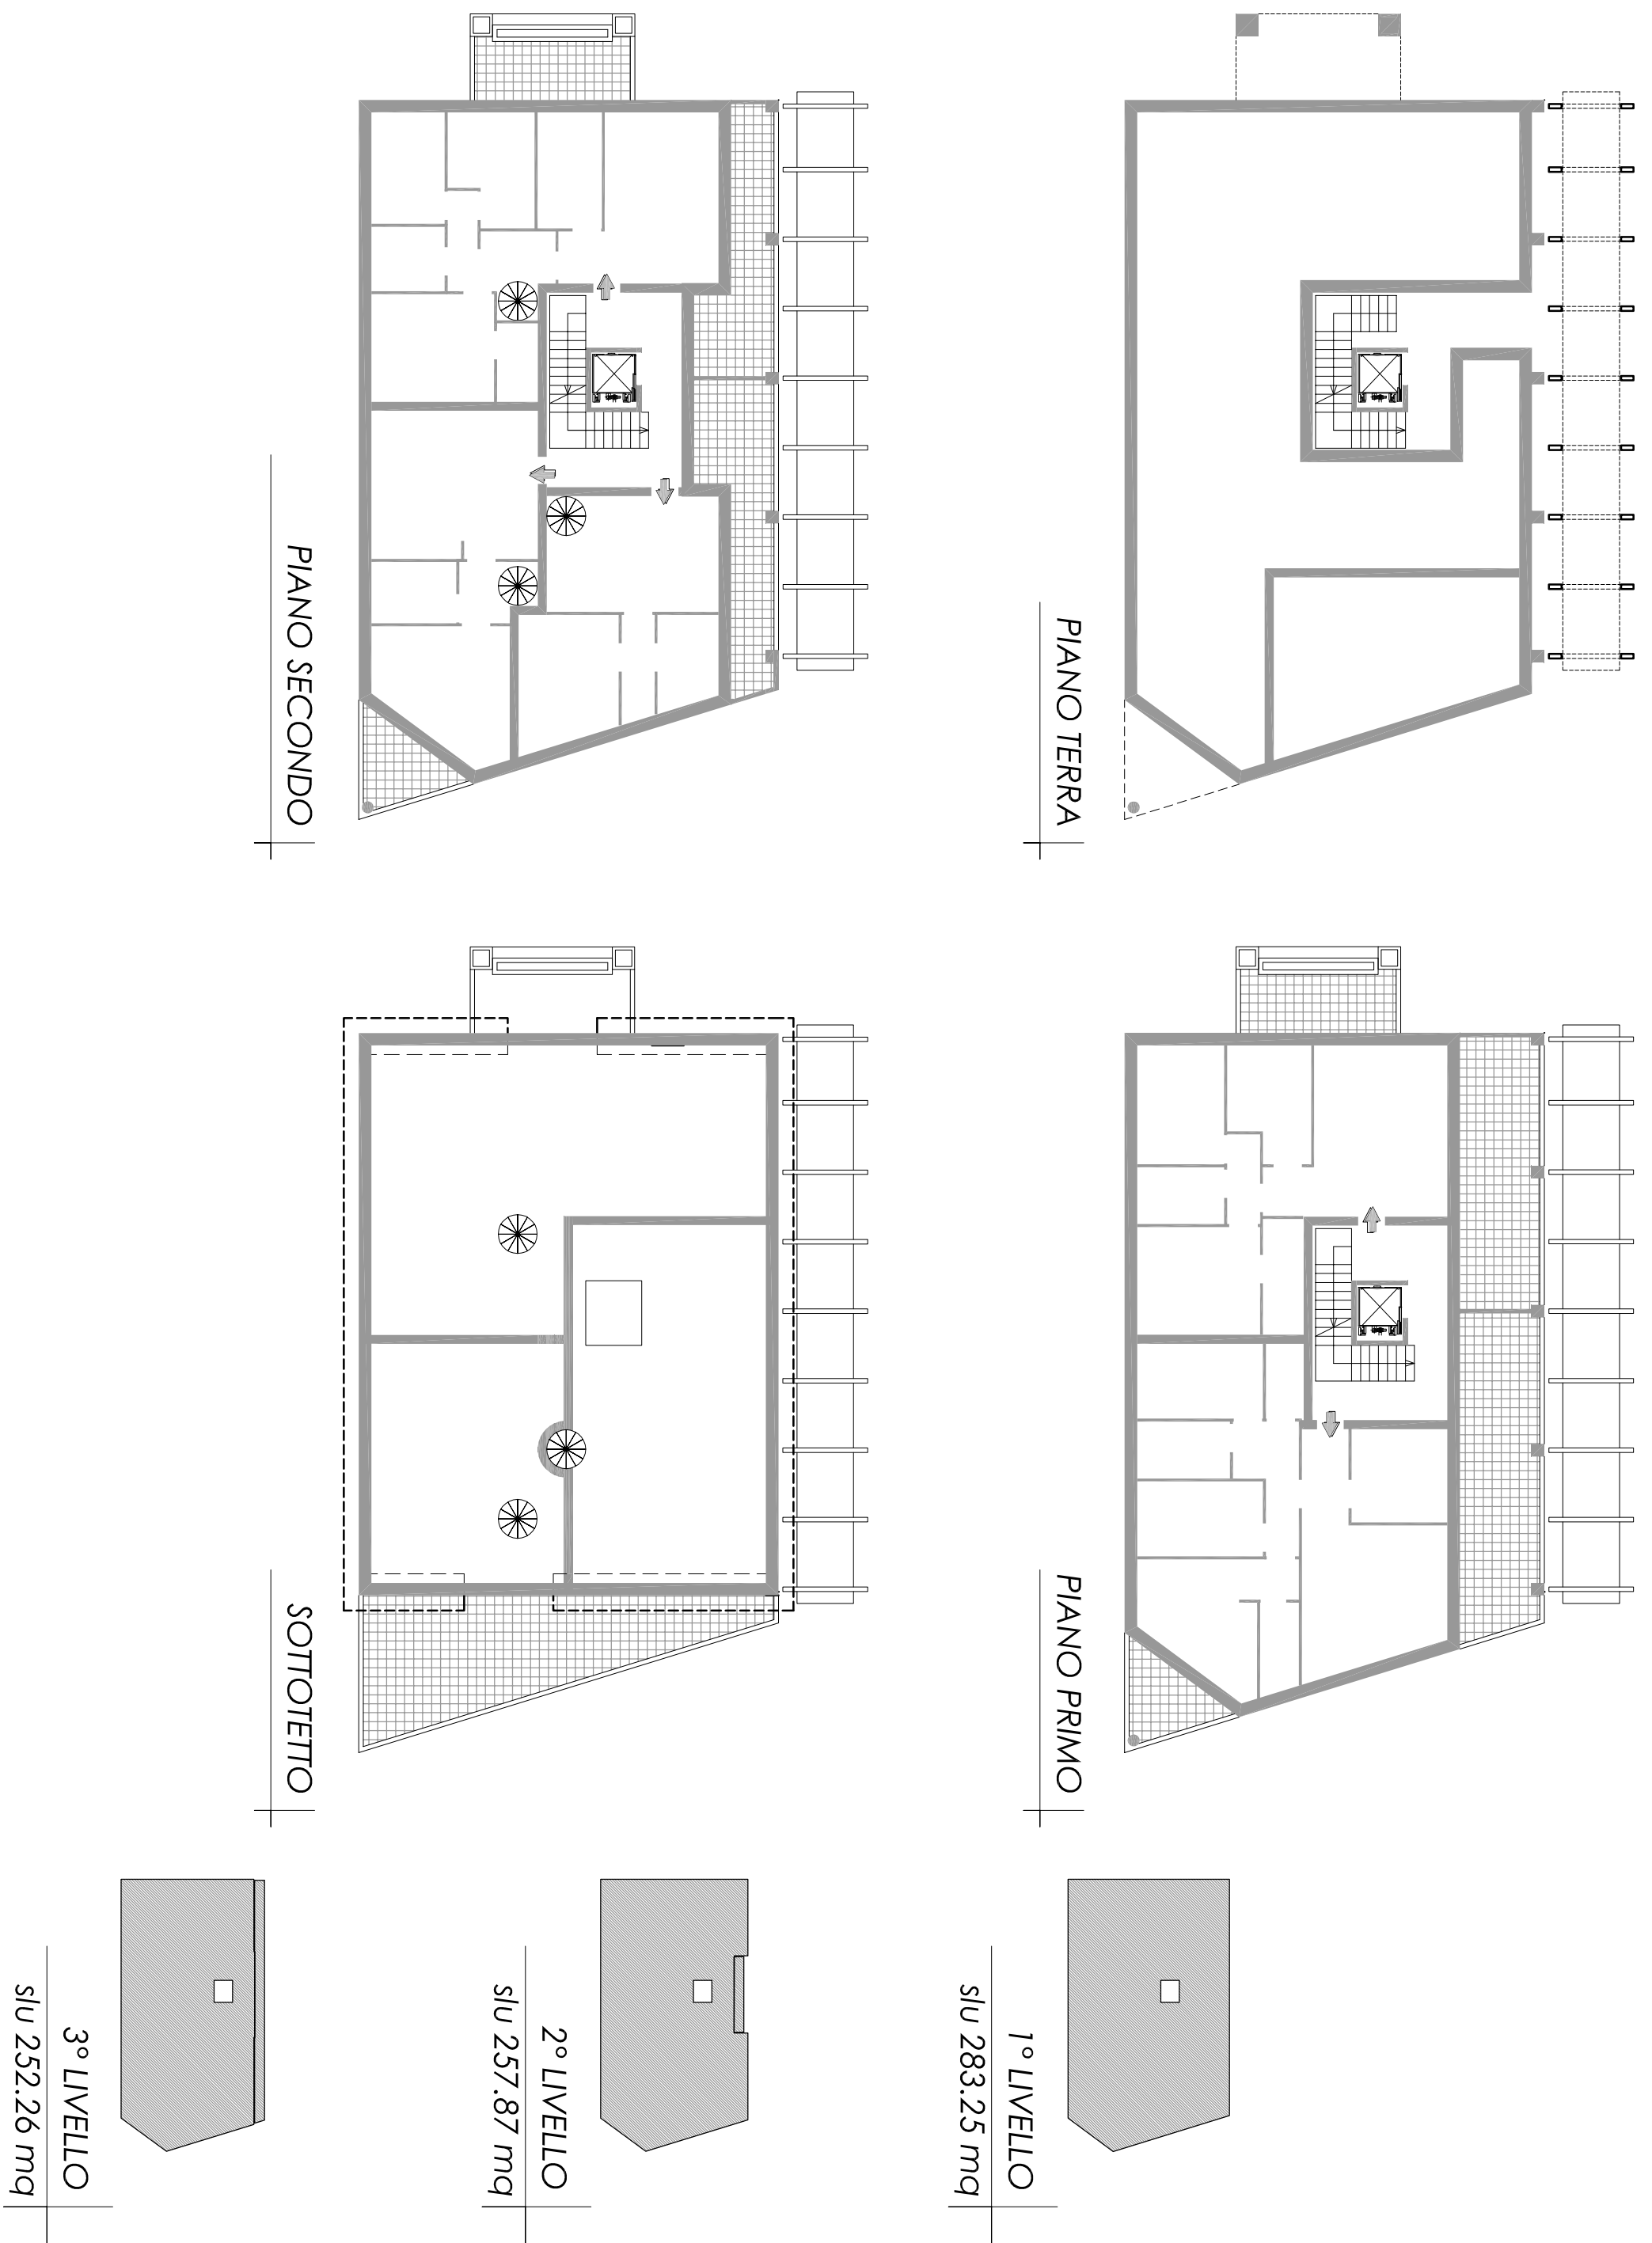 PIANO TERRA
PIANO PRIMO
1° LIVELLO
slu 283.25 mq
PIANO SECONDO
SOTTOTETTO
2° LIVELLO
slu 257.87 mq
3° LIVELLO
slu 252.26 mq